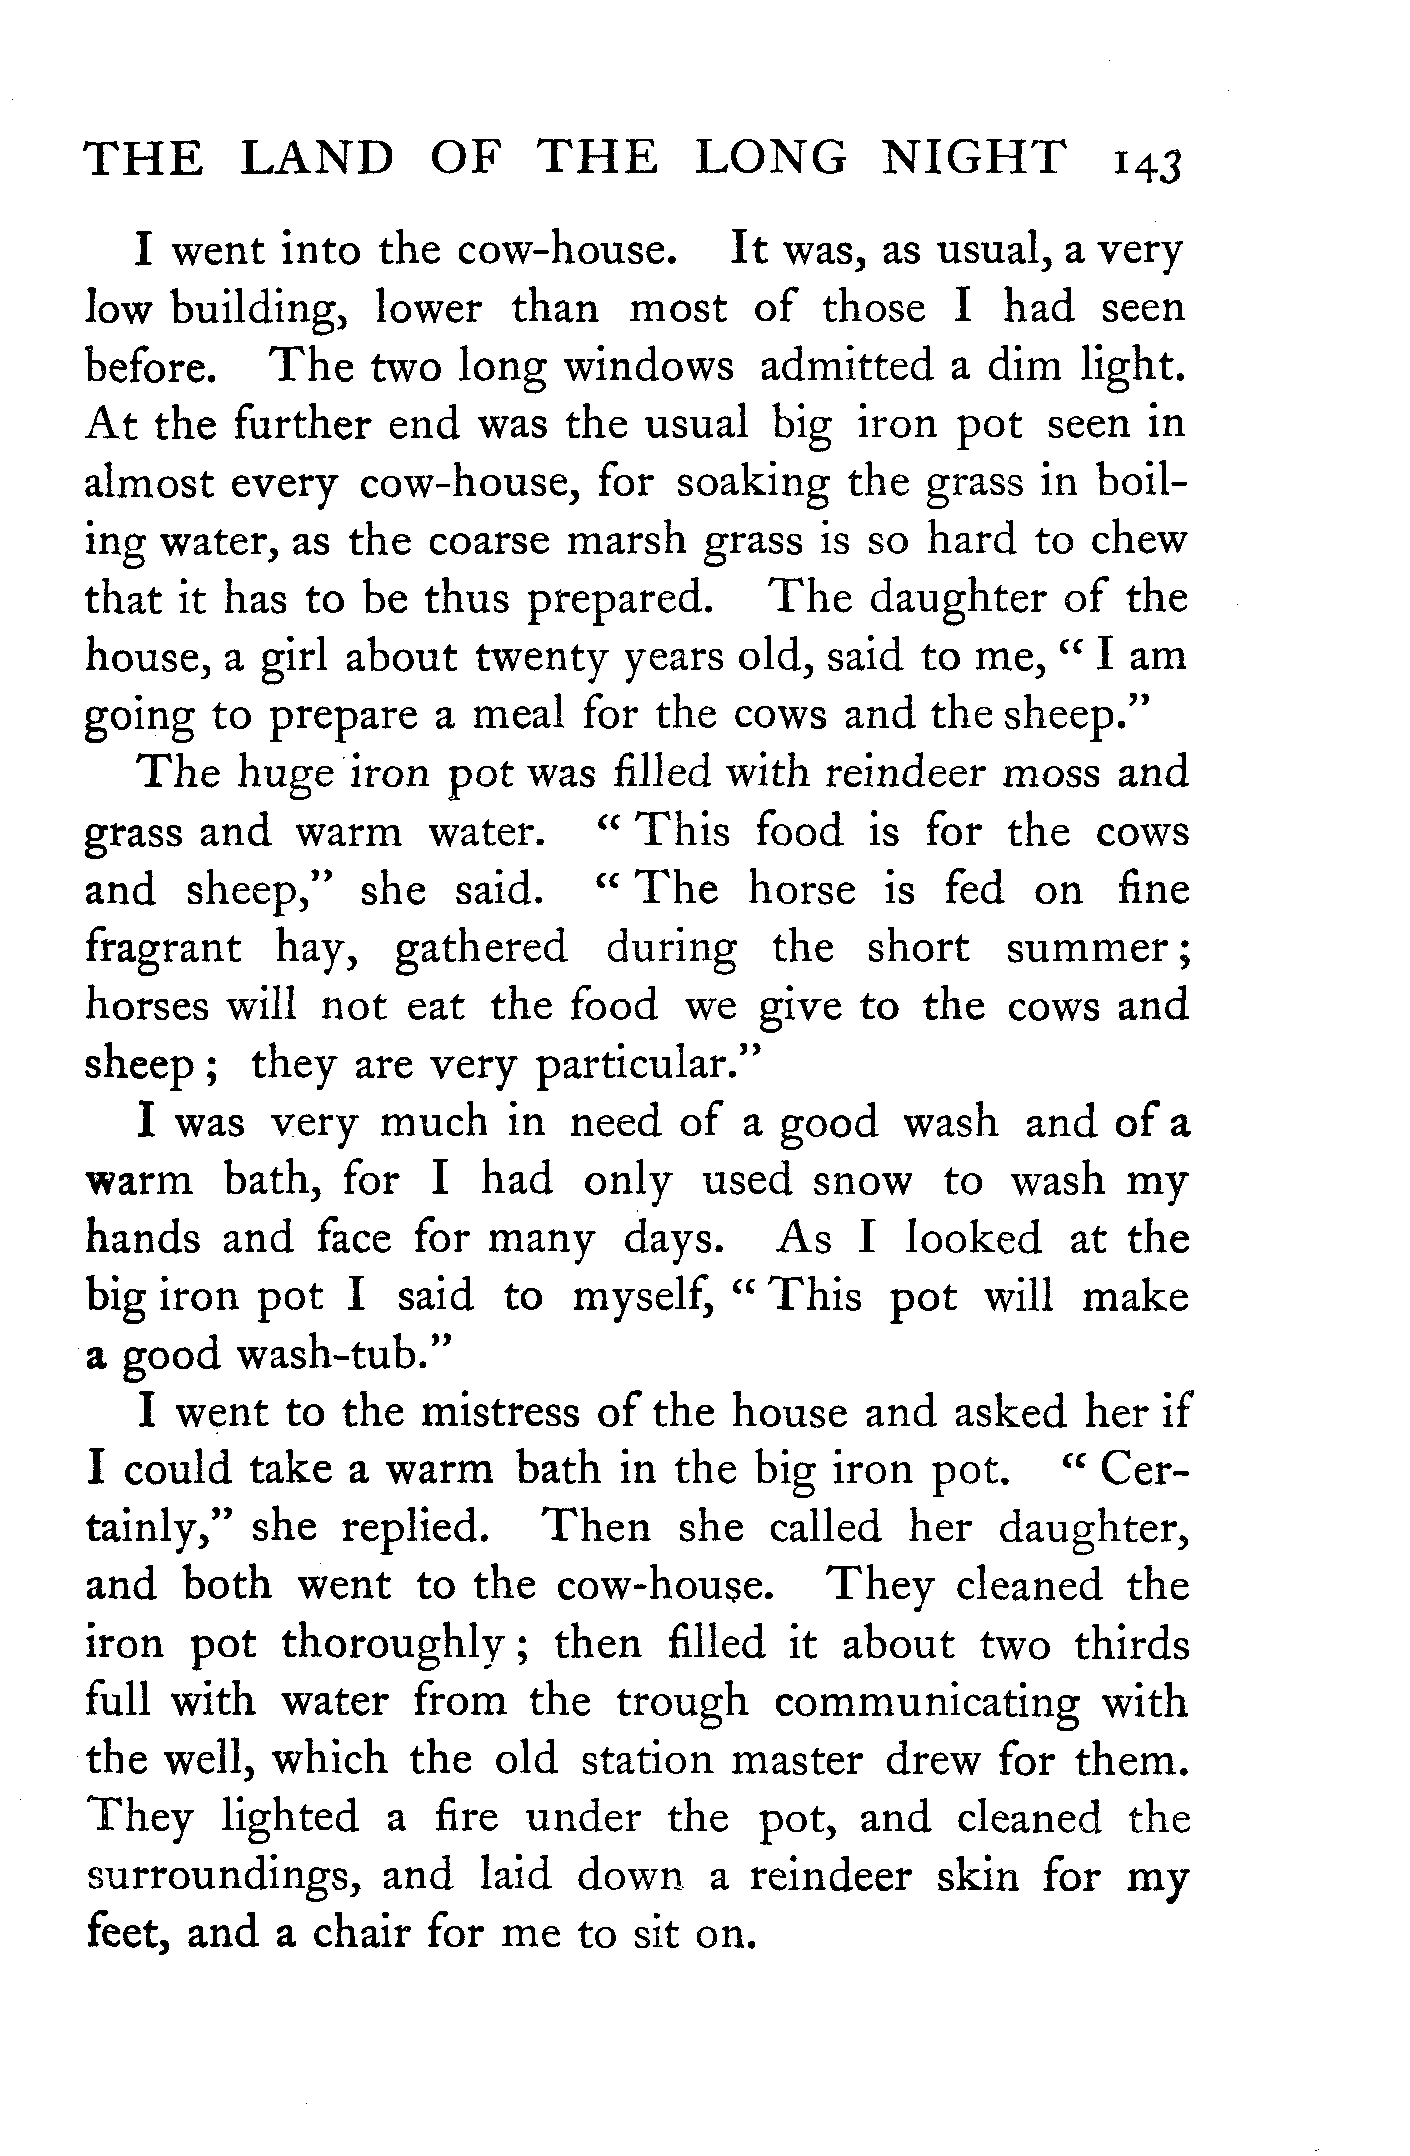 THE LAND OF THE LONG NIGHT 143
I went into the cow-house. It was, as usual, a very
low building, lower than most of those I had seen
before. The two long windows admitted a dim light.
At the further end was the usual big iron pot seen in
almost every cow-house, for soaking the grass in boil-
ing water, as the coarse marsh grass is so hard to chew
that it has to be thus prepared. The daughter of the
house, a girl about twenty years old, said to me, “ I am
going to prepare a meal for the cows and the sheep.”
The huge iron pot was filled with reindeer moss and
grass and warm water. “ This food is for the cows
and sheep,” she said. “ The horse is fed on fine
fragrant hay, gathered during the short summer ;
horses will not eat the food we give to the cows and
sheep ; they are very particular.”
I was very much in need of a good wash and of a
warm bath, for I had only used snow to wash my
hands and face for many days. As I looked at the
big iron pot I said to myself, “ This pot will make
a good wash-tub.”
I went to the mistress of the house and asked her if
I could take a warm bath in the big iron pot. “ Cer-
tainly,” she replied. Then she called her daughter,
and both went to the cow-house. They cleaned the
iron pot thoroughly ; then filled it about two thirds
full with water from the trough communicating with
the well, which the old station master drew for them.
They lighted a fire under the pot, and cleaned the
surroundings, and laid down a reindeer skin for my
feet, and a chair for me to sit on.